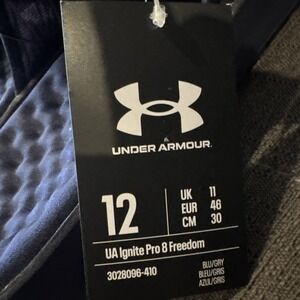 UNDER ARMOUR.
12
UK 11
EUR 46
CM 30
UA Ignite Pro 8 Freedom
3028096-410
BLU/GRY
BLEU/GRIS
AZUL/GRIS